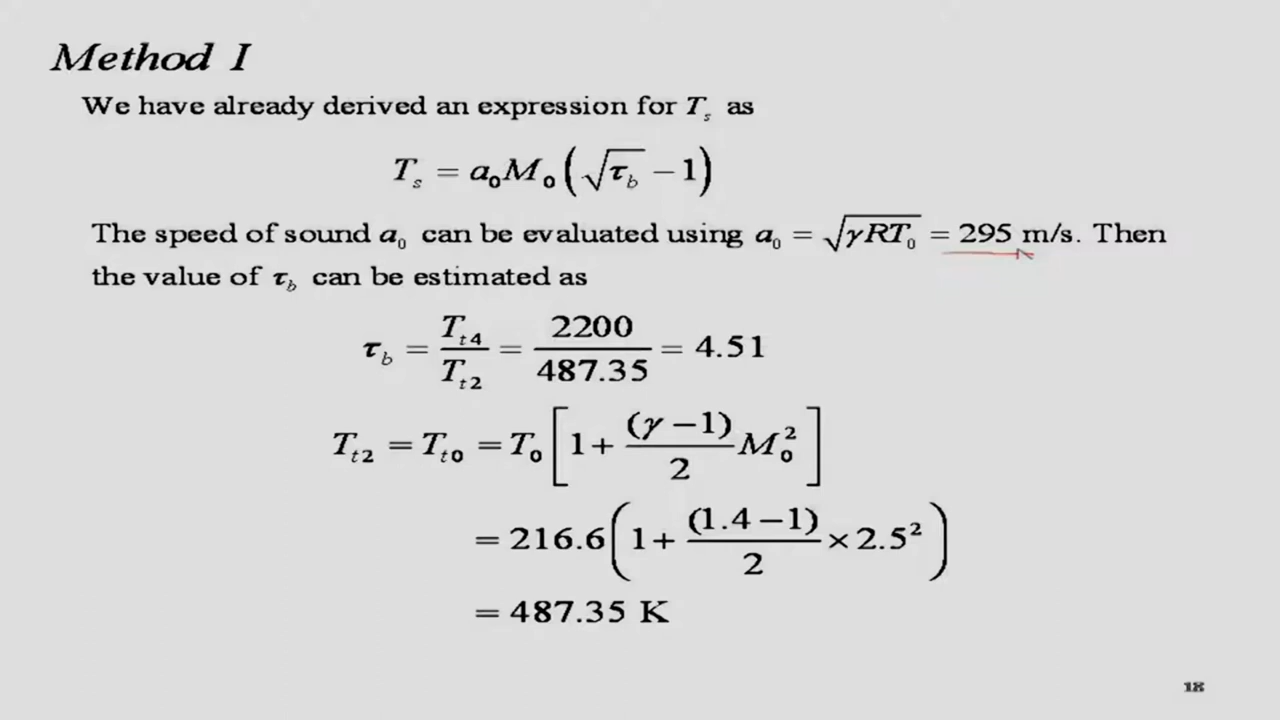 Method I
We have already derived an expression for T_s as
T_s = a_0 M_0 (√τ_b − 1)
The speed of sound a_0 can be evaluated using a_0 = √γRT_0 = 295 m/s. Then
the value of τ_b can be estimated as
τ_b = T_t4 / T_t2 = 2200 / 487.35 = 4.51
T_t2 = T_t0 = T_0 [1 + (γ − 1) / 2 M_0^2]
= 216.6 (1 + (1.4 − 1) / 2 × 2.5²)
= 487.35 K
18